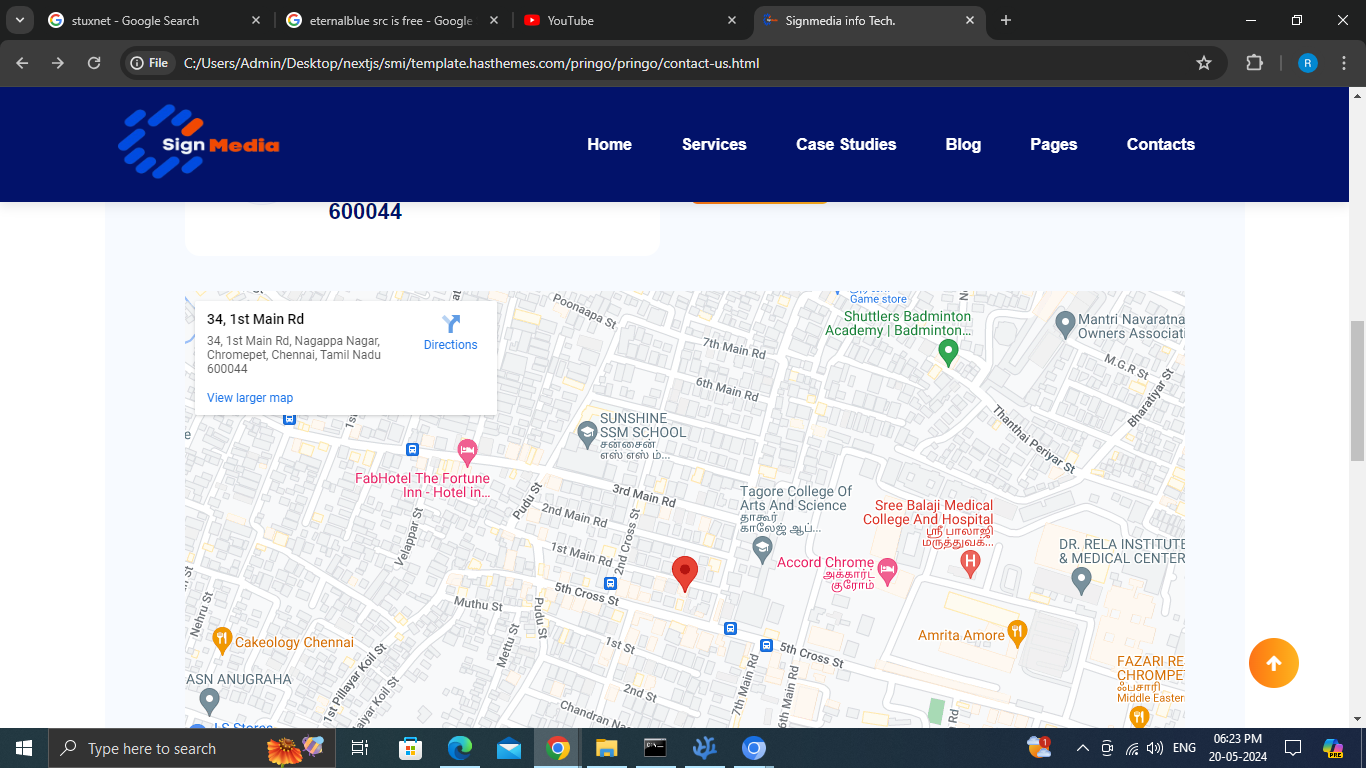 stuxnet - Google Search
eternalblue src is free - Google
YouTube
Signmedia info Tech.
File
C:/Users/Admin/Desktop/nextjs/smi/template.hasthemes.com/pringo/pringo/contact-us.html
R
Sign Media
Home
Services
Case Studies
Blog
Pages
Contacts
600044
34, 1st Main Rd
34, 1st Main Rd, Nagappa Nagar,
Chromepet, Chennai, Tamil Nadu
600044
Directions
View larger map
Poonaapa St
Game store
Shuttlers Badminton
Academy | Badminton...
Mantri Navaratna
Owners Associati
7th Main Rd
6th Main Rd
M.G.R St
Bharatiyar St
Thanthai Periyar St
SUNSHINE
SSM SCHOOL
சன்சைன்
எஸ் எஸ் ம்...
FabHotel The Fortune
Inn - Hotel in...
Pudu St
3rd Main Rd
2nd Main Rd
1st Main Rd
2nd Cross St
Velappar St
Tagore College Of
Arts And Science
தாகூர்
காலேஜ் ஆப்...
Sree Balaji Medical
College And Hospital
ஸ்ரீ பாலாஜி
மருத்துவக்...
Accord Chrome
அக்கார்ட்
குரோம்
DR. RELA INSTITUTE
& MEDICAL CENTER
5th Cross St
Muthu St
Pudu St
Nehru St
Mettu St
1st St
Cakeology Chennai
5th Cross St
Amrita Amore
1st Pillayar Koil St
ASN ANUGRAHA
2nd St
7th Main Rd
6th Main Rd
FAZARI RE
CHROMPET
ஃபசாரி
Middle Eastern
Chandran Nag
Type here to search
1
ENG
06:23 PM
20-05-2024
PRE